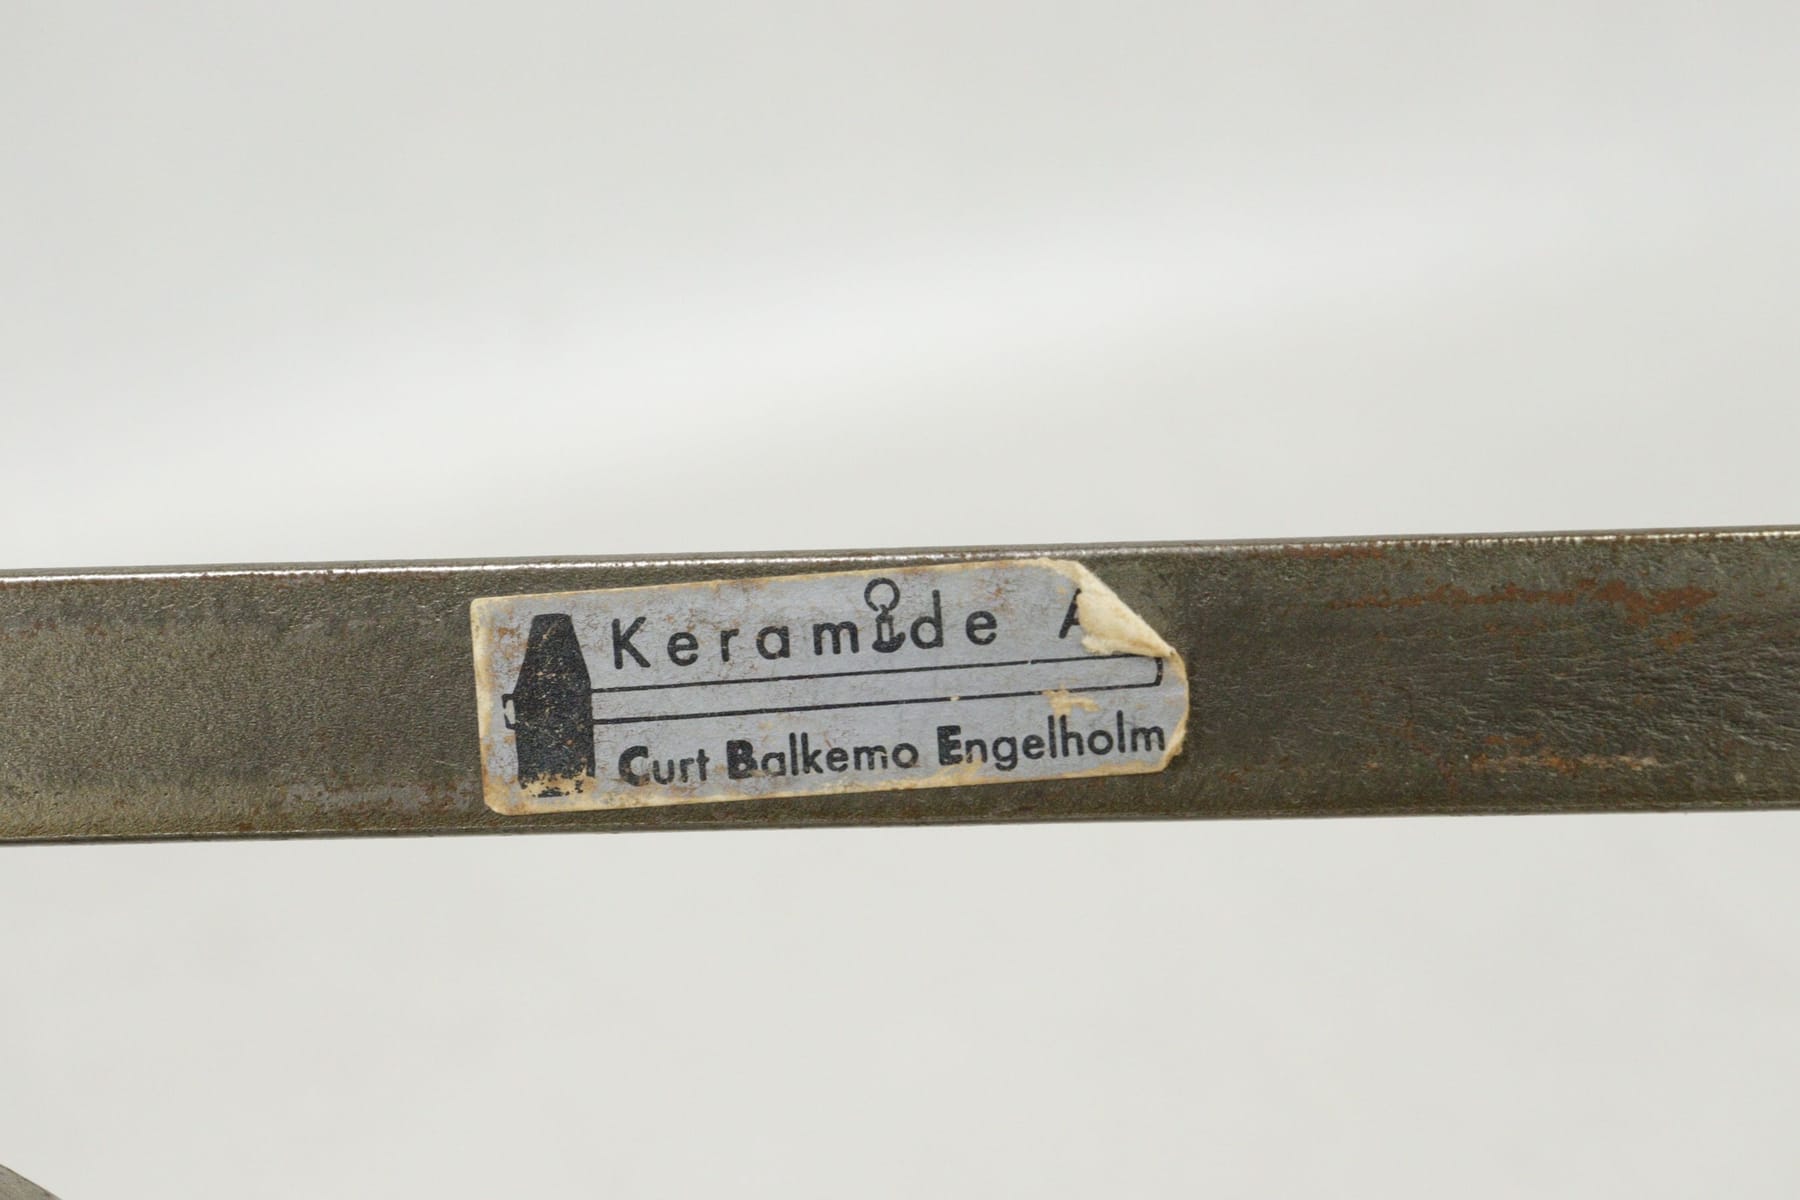 Keramide A
Curt Balkemo Engelholm